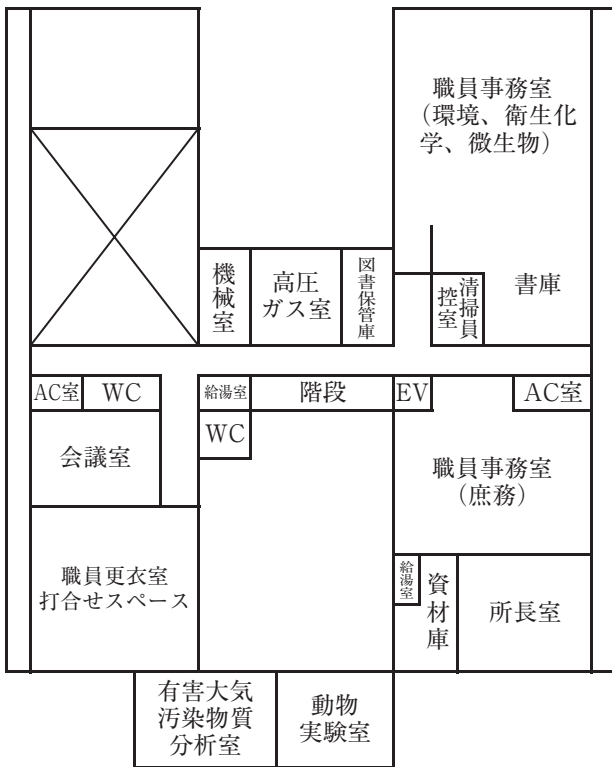 職員事務室
（環境、衛生化
学、微生物）
機械室
高圧
ガス室
図書保管庫
清掃員
控室
書庫
AC室
WC
給湯室
階段
EV
AC室
WC
会議室
職員事務室
（庶務）
職員更衣室
打合せスペース
給湯室
資材庫
所長室
有害大気
汚染物質
分析室
動物
実験室